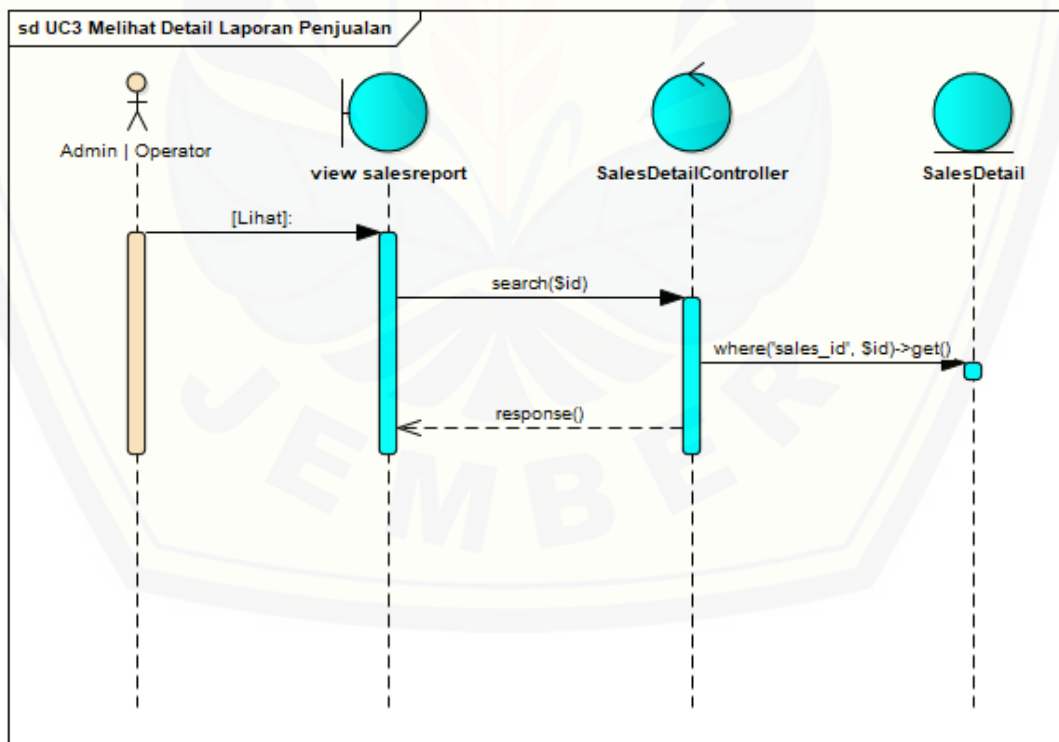 sd UC3 Melihat Detail Laporan Penjualan
Admin | Operator
view salesreport
SalesDetailController
SalesDetail
[Lihat]:
search($id)
where('sales_id', $id)->get()
response()
JEMBER